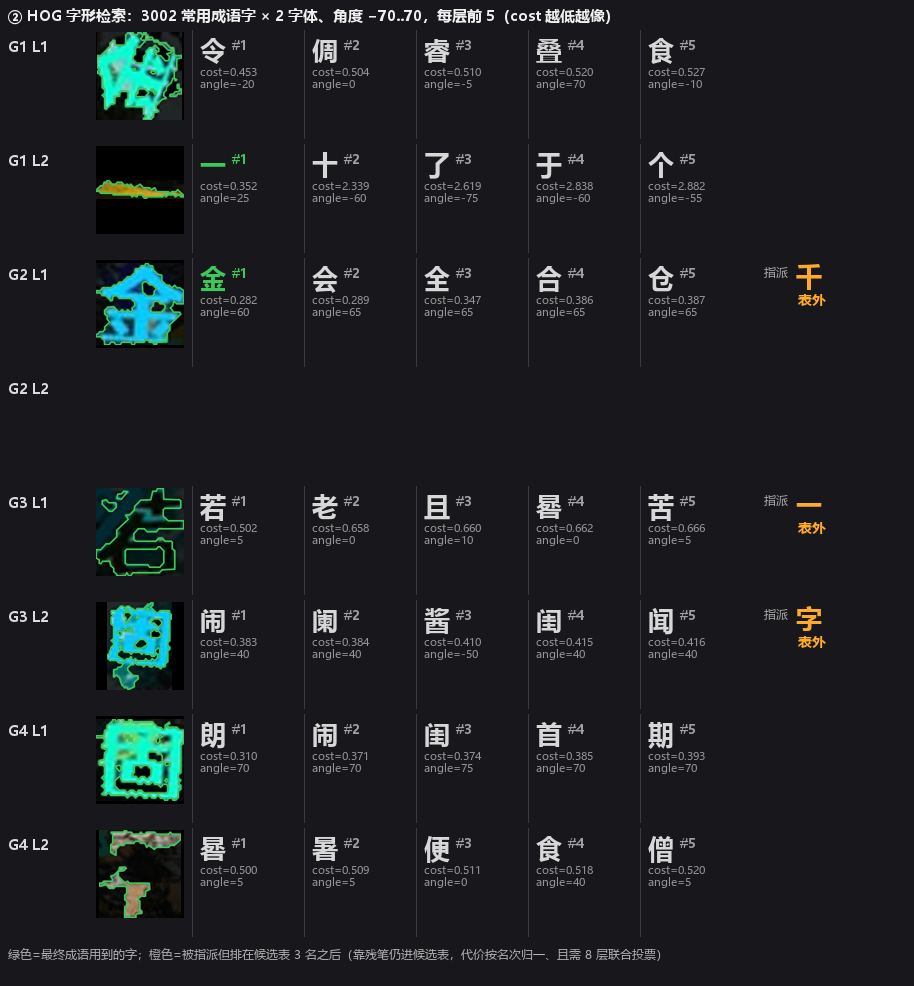 ② HOG 字形检索：3002 常用成语字 × 2 字体、角度 −70..70，每层前 5（cost 越低越像）
G1 L1 令 #1 倜 #2 睿 #3 叠 #4 食 #5
cost=0.453 cost=0.504 cost=0.510 cost=0.520 cost=0.527
angle=-20 angle=0 angle=-5 angle=70 angle=-10
G1 L2 一 #1 十 #2 了 #3 于 #4 个 #5
cost=0.352 cost=2.339 cost=2.619 cost=2.838 cost=2.882
angle=25 angle=-60 angle=-75 angle=-60 angle=-55
G2 L1 金 金 #1 会 #2 全 #3 合 #4 仓 #5 指派 千
cost=0.282 cost=0.289 cost=0.347 cost=0.386 cost=0.387 表外
angle=60 angle=65 angle=65 angle=65 angle=65
G2 L2
G3 L1 若 #1 老 #2 且 #3 晷 #4 苦 #5 指派 一
cost=0.502 cost=0.658 cost=0.660 cost=0.662 cost=0.666 表外
angle=5 angle=0 angle=10 angle=0 angle=5
G3 L2 闹 #1 阑 #2 酱 #3 闺 #4 闻 #5 指派 字
cost=0.383 cost=0.384 cost=0.410 cost=0.415 cost=0.416 表外
angle=40 angle=40 angle=-50 angle=40 angle=40
G4 L1 固 朗 #1 闹 #2 闺 #3 首 #4 期 #5
cost=0.310 cost=0.371 cost=0.374 cost=0.385 cost=0.393
angle=70 angle=70 angle=75 angle=70 angle=70
G4 L2 晷 #1 暑 #2 便 #3 食 #4 僧 #5
cost=0.500 cost=0.509 cost=0.511 cost=0.518 cost=0.520
angle=5 angle=5 angle=0 angle=40 angle=5
绿色=最终成语用到的字；橙色=被指派但排在候选表 3 名之后（靠残笔仍进候选表，代价按名次归一、且需 8 层联合投票）